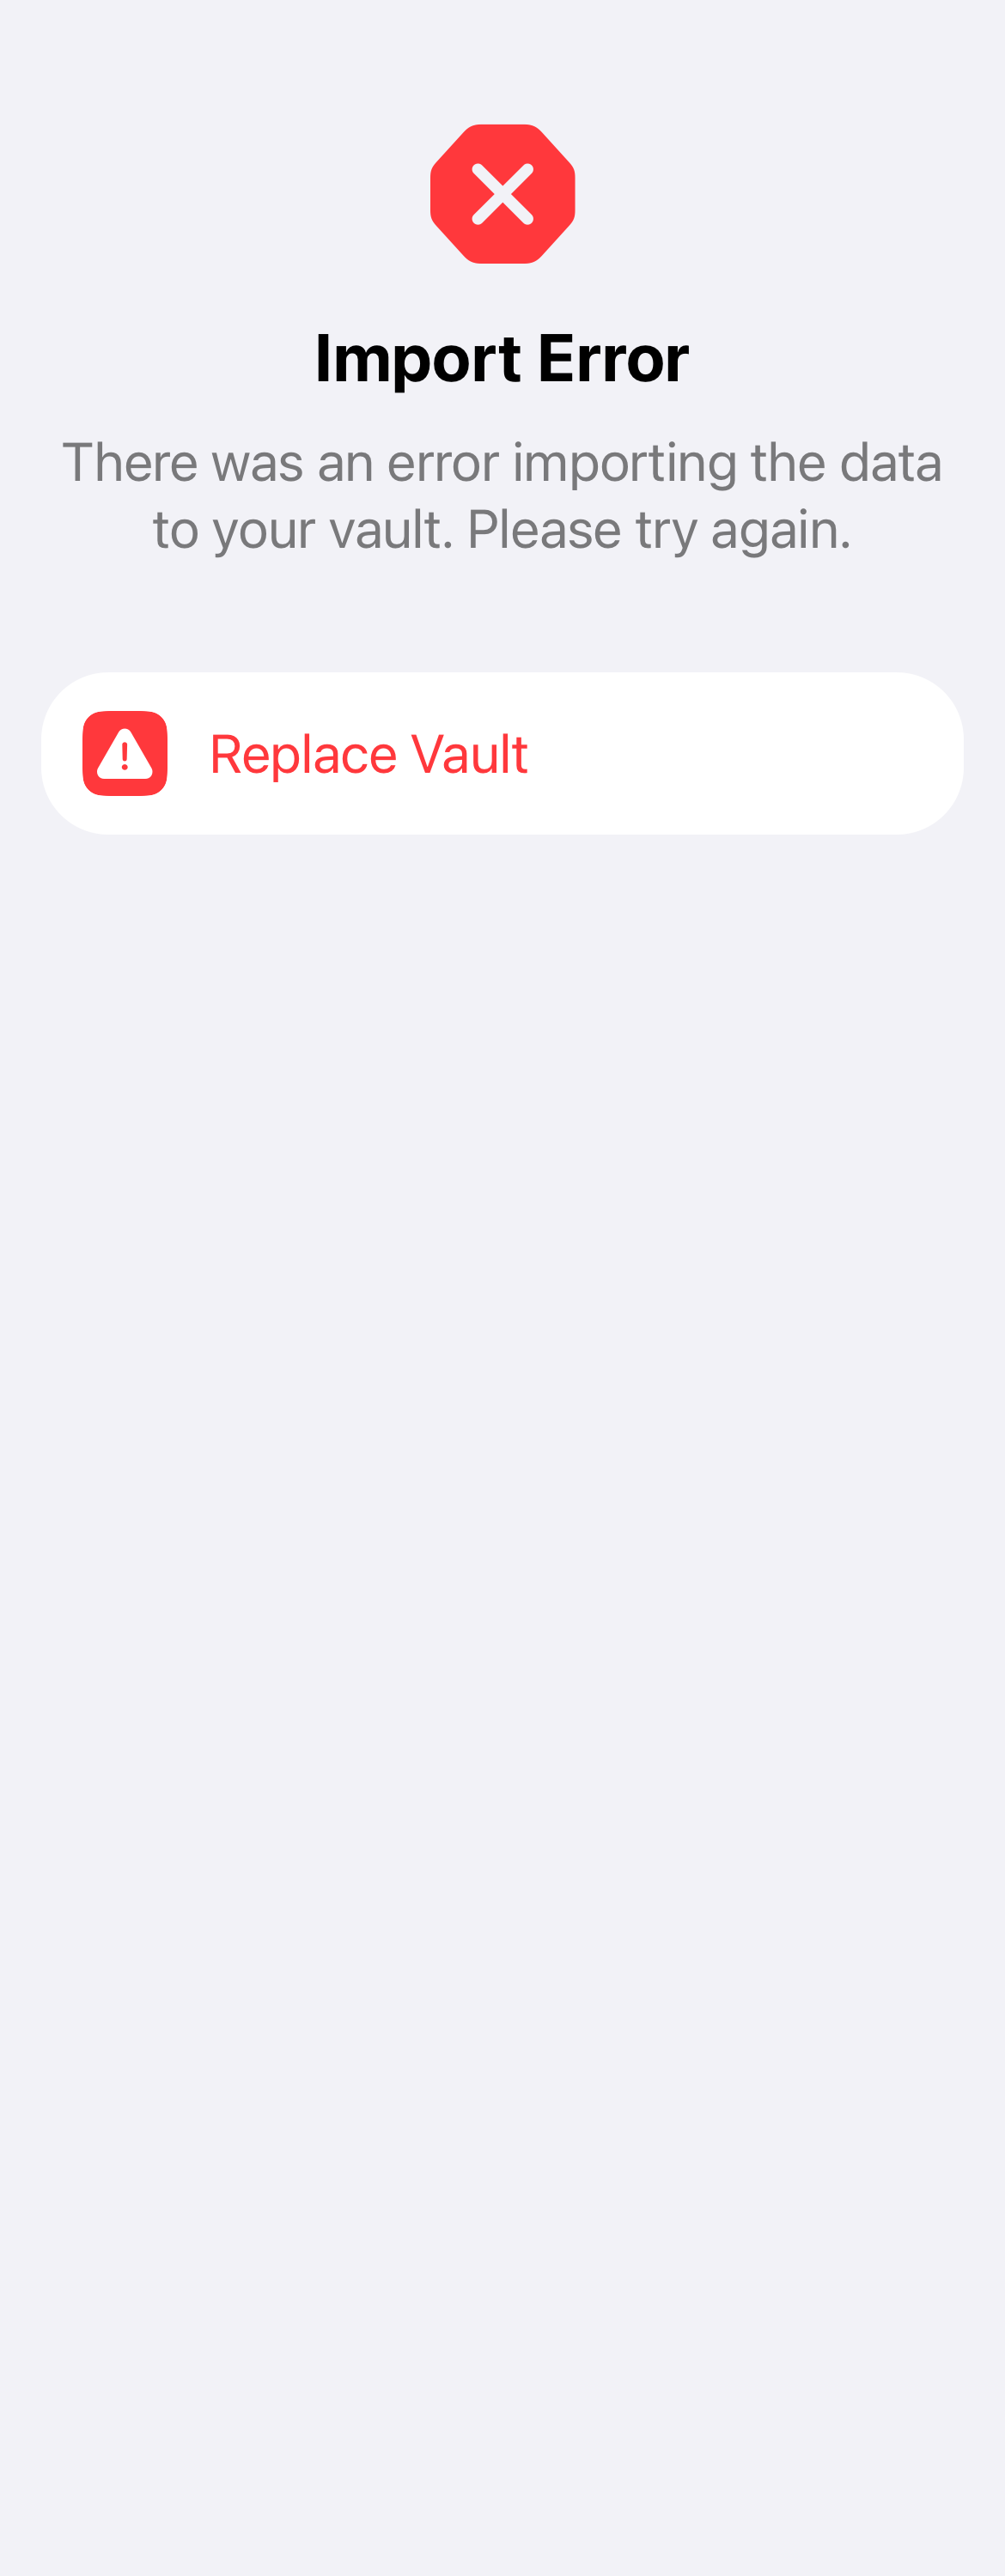 Import Error
There was an error importing the data
to your vault. Please try again.
Replace Vault